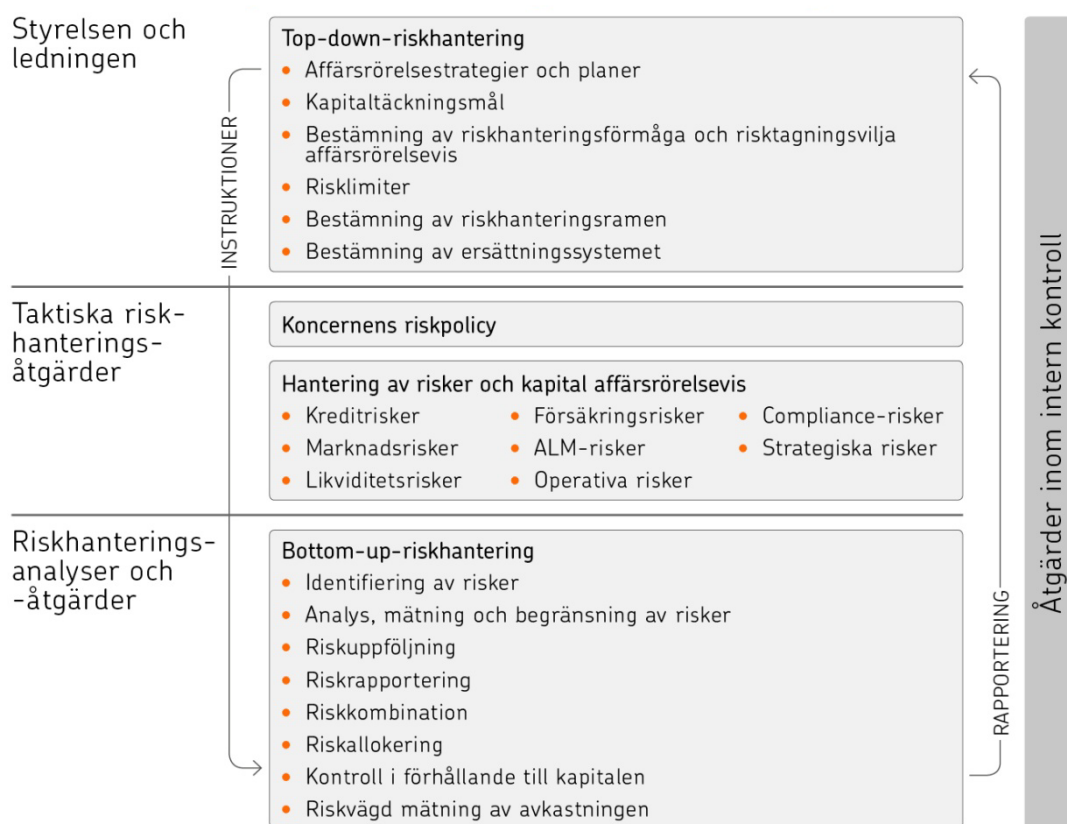 Styrelsen och
ledningen
INSTRUKTIONER
Top-down-riskhantering
Affärsrörelsestrategier och planer
Kapitaltäckningsmål
Bestämning av riskhanteringsförmåga och risktagningsvilja
affärsrörelsevis
Risklimiter
Bestämning av riskhanteringsramen
Bestämning av ersättningssystemet
Taktiska risk-
hanterings-
åtgärder
Koncernens riskpolicy
Hantering av risker och kapital affärsrörelsevis
Kreditrisker
Marknadsrisker
Likviditetsrisker
Försäkringsrisker
ALM-risker
Operativa risker
Compliance-risker
Strategiska risker
Riskhanterings-
analyser och
-åtgärder
Bottom-up-riskhantering
Identifiering av risker
Analys, mätning och begränsning av risker
Riskuppföljning
Riskrapportering
Riskkombination
Riskallokering
Kontroll i förhållande till kapitalen
Riskvägd mätning av avkastningen
RAPPORTERING
Åtgärder inom intern kontroll